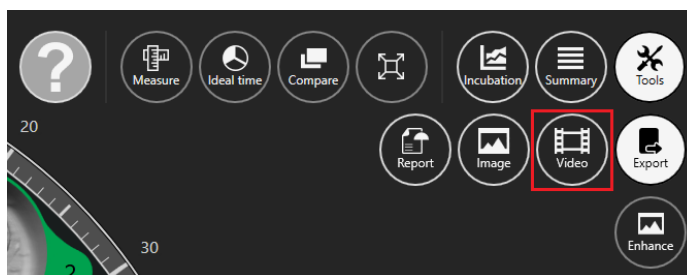 ?
Measure
Ideal time
Compare
Incubation
Summary
Tools
20
Report
Image
Video
Export
30
Enhance
2